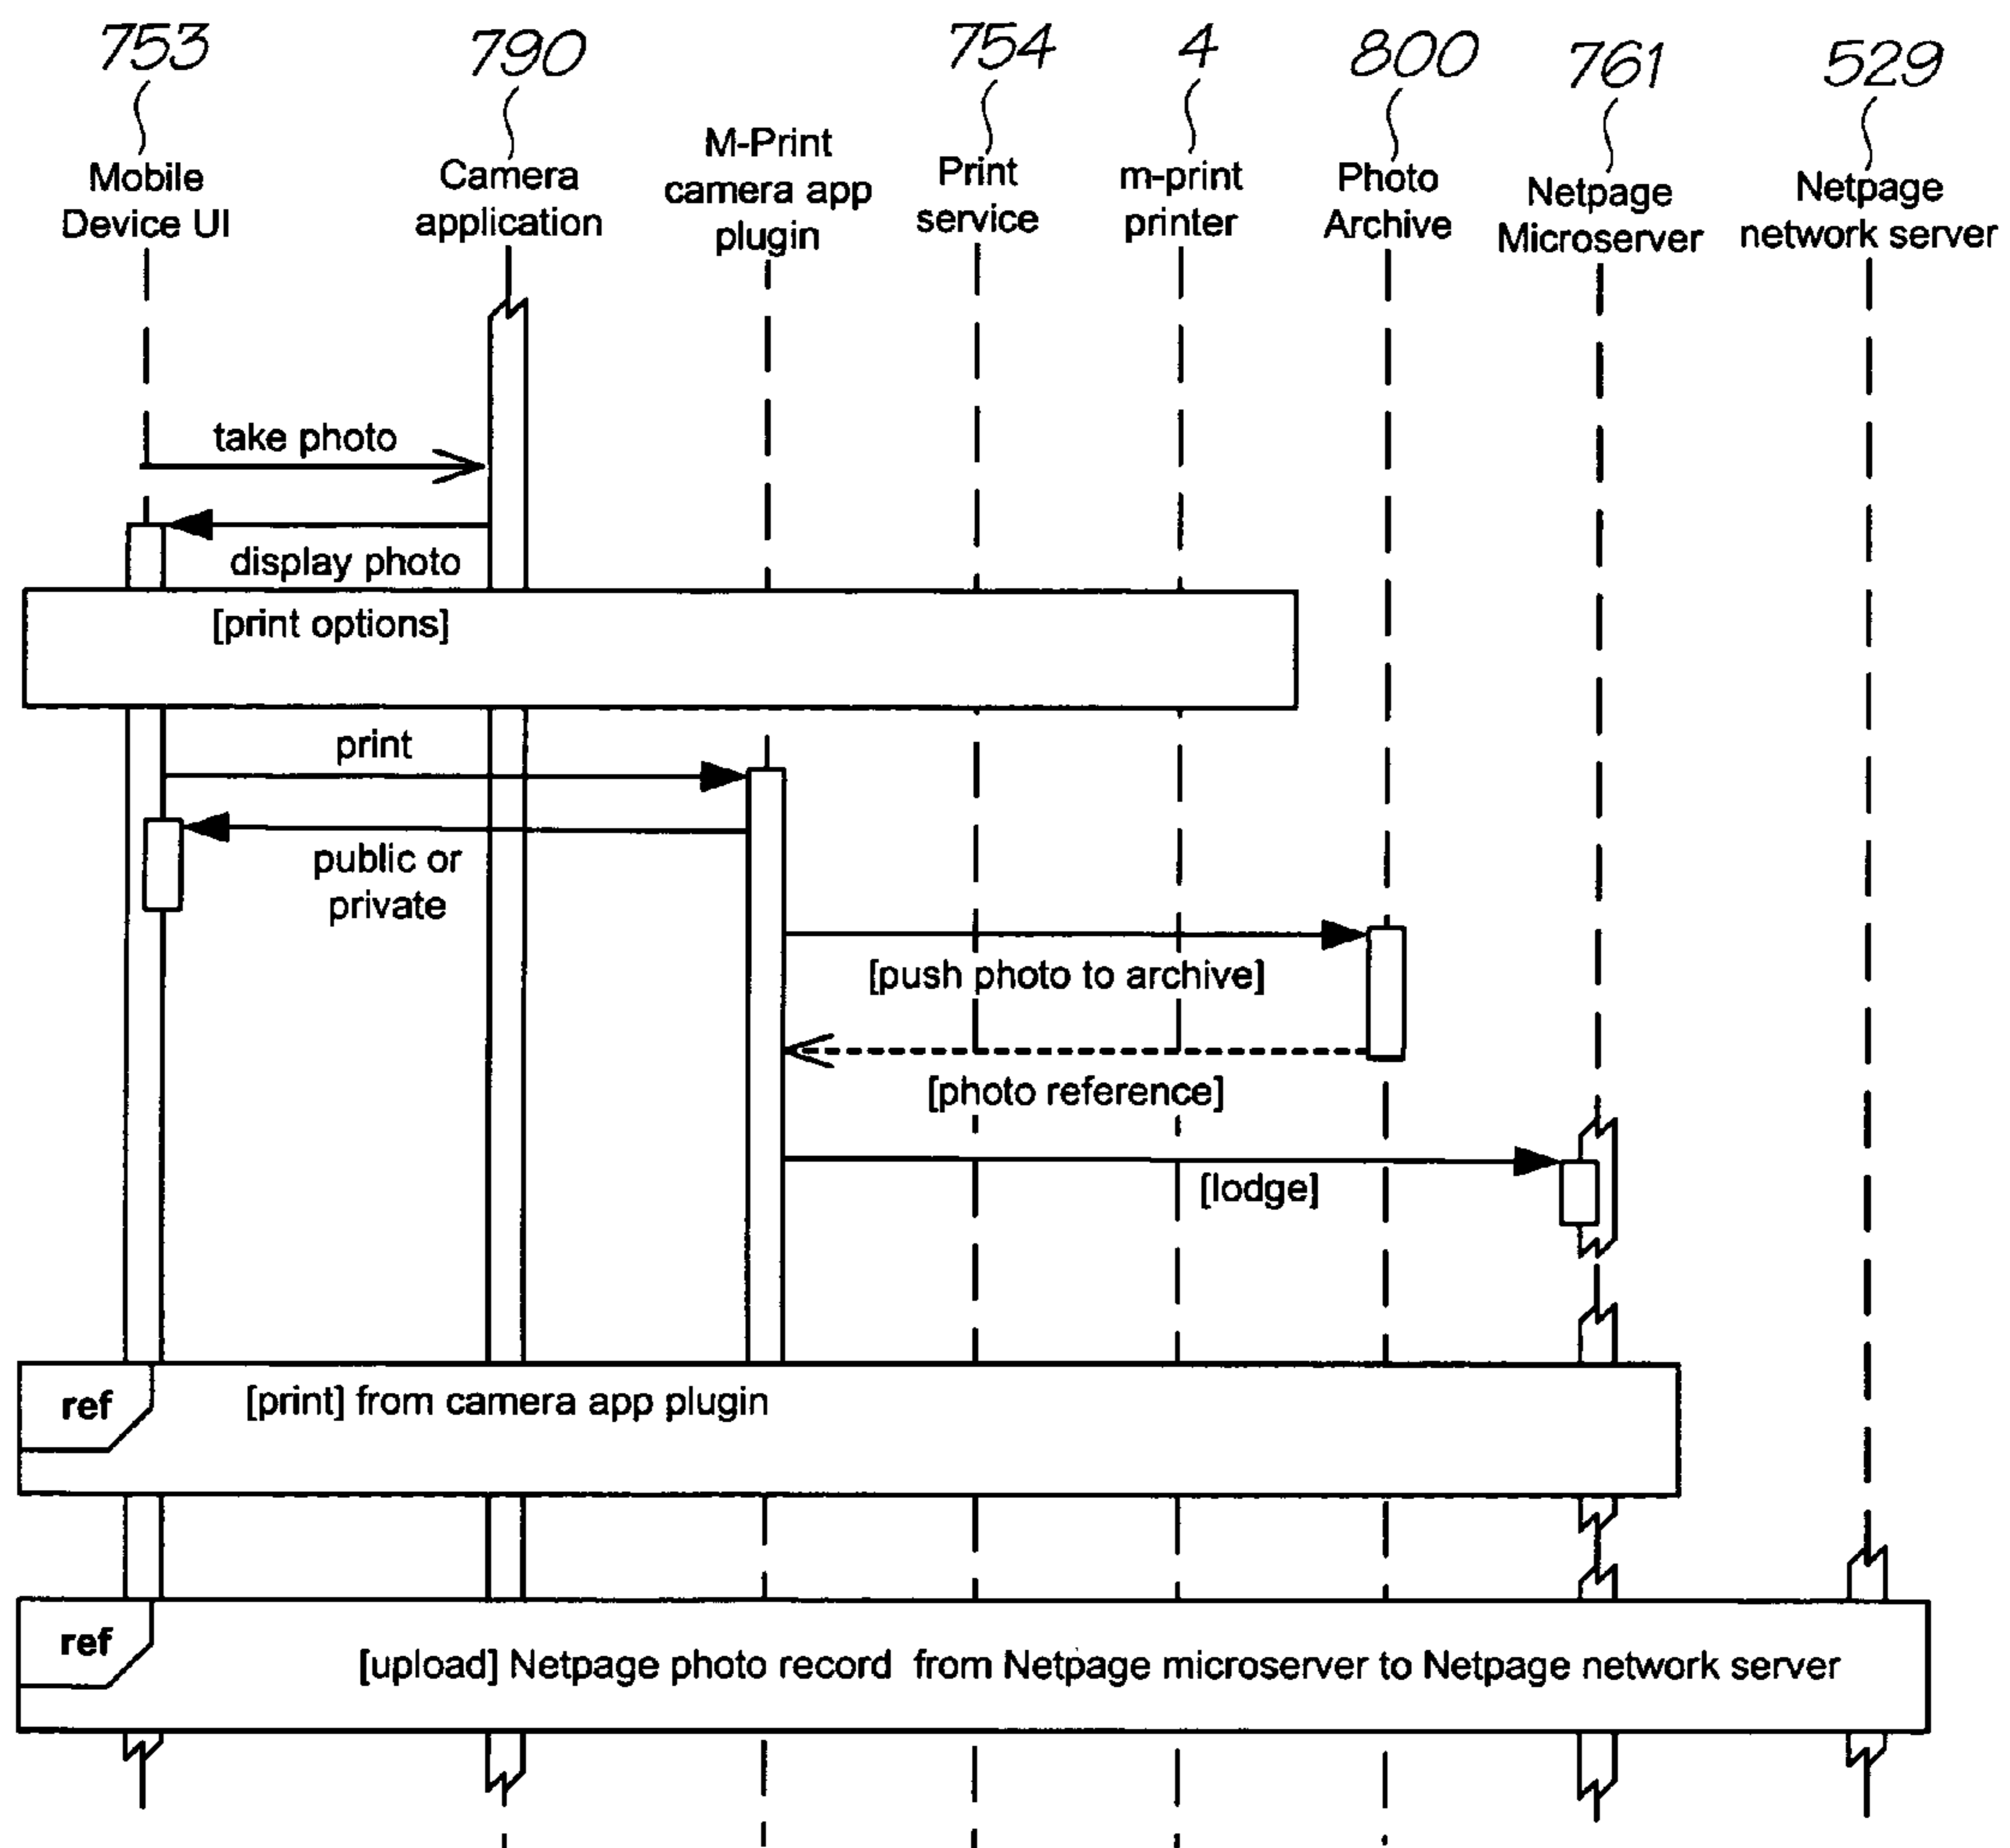 753
790
754
4
800
761
529
Mobile
Device UI
Camera
application
M-Print
camera app
plugin
Print
service
m-print
printer
Photo
Archive
Netpage
Microserver
Netpage
network server
take photo
display photo
[print options]
print
public or
private
[push photo to archive]
[photo reference]
[lodge]
ref
[print] from camera app plugin
ref
[upload] Netpage photo record from Netpage microserver to Netpage network server